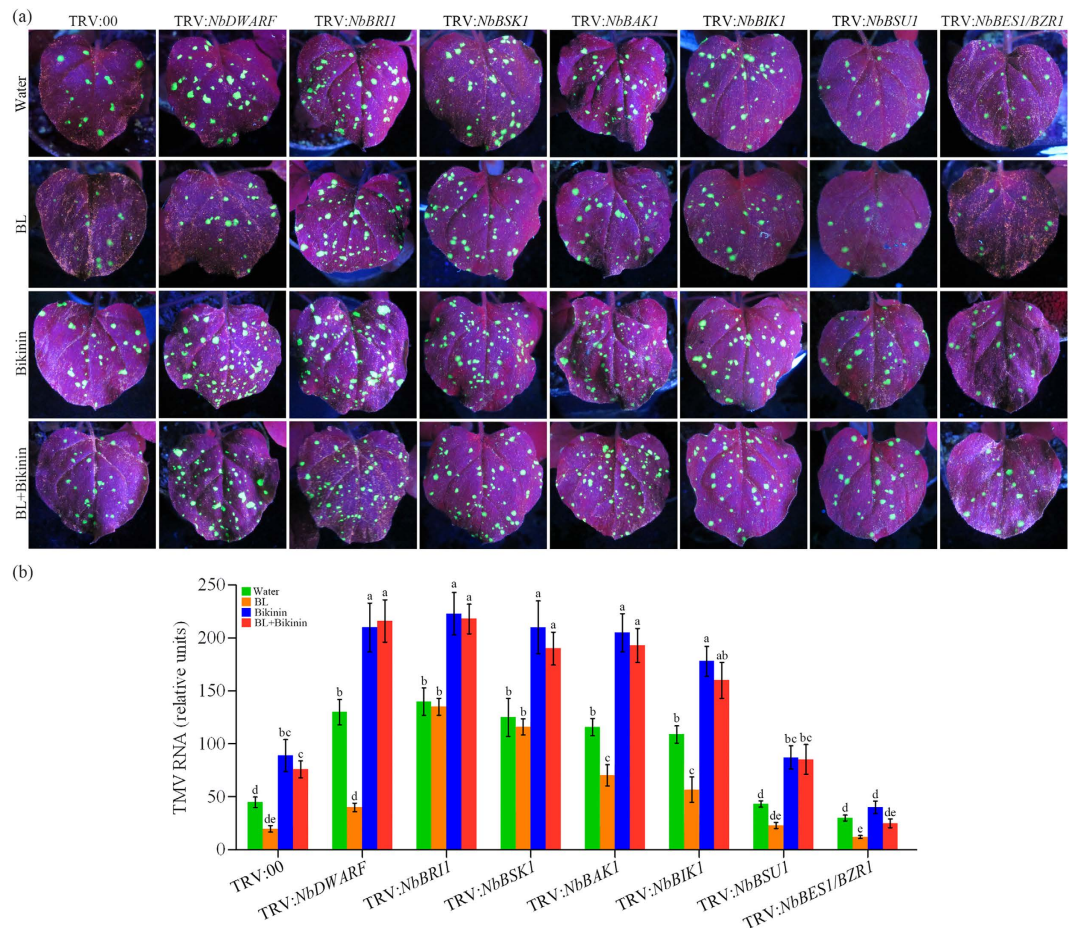 (a)
TRV:00 TRV:NbDWARF TRV:NbBRI1 TRV:NbBSK1 TRV:NbBAK1 TRV:NbBIK1 TRV:NbBSU1 TRV:NbBES1/BZR1
Water
BL
Bikinin
BL+Bikinin
(b)
TMV RNA (relative units)
250
200
150
100
50
0
Water
BL
Bikinin
BL+Bikinin
d de bc c
b d a a
b b a a
b b a a
b c a a
b c a ab
d de bc bc
d e d de
TRV:00
TRV:NbDWARF
TRV:NbBRI1
TRV:NbBSK1
TRV:NbBAK1
TRV:NbBIK1
TRV:NbBSU1
TRV:NbBES1/BZR1